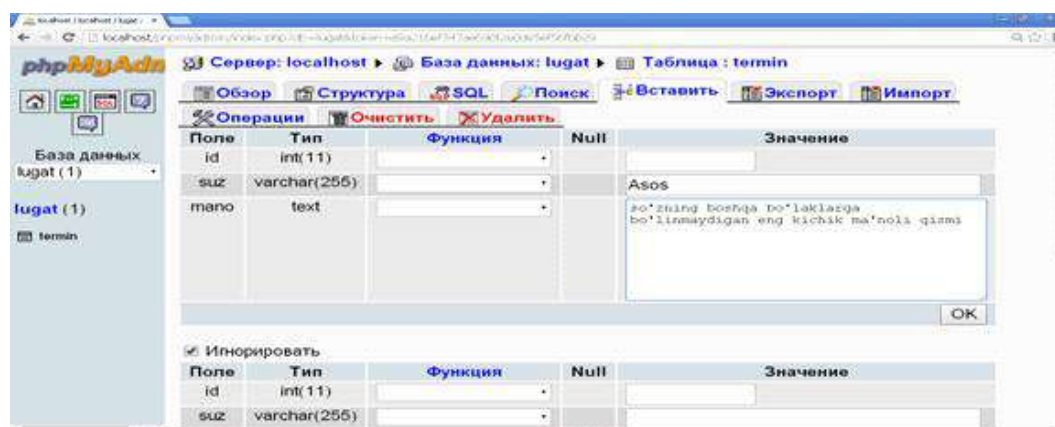 localhost
phpMyAdm
Сервер: localhost ▸ База данных: lugat ▸ Таблица : termin
Обзор Структура SQL Поиск Вставить Экспорт Импорт
Операции Очистить Удалить
База данных
lugat (1)
lugat (1)
termin
Поле Тип Функция Null Значение
id int(11)
suz varchar(255) Asos
mano text so'zning boshqa bo'laklarga
bo'linmaydigan eng kichik ma'noli qismi
OK
Игнорировать
Поле Тип Функция Null Значение
id int(11)
suz varchar(255)